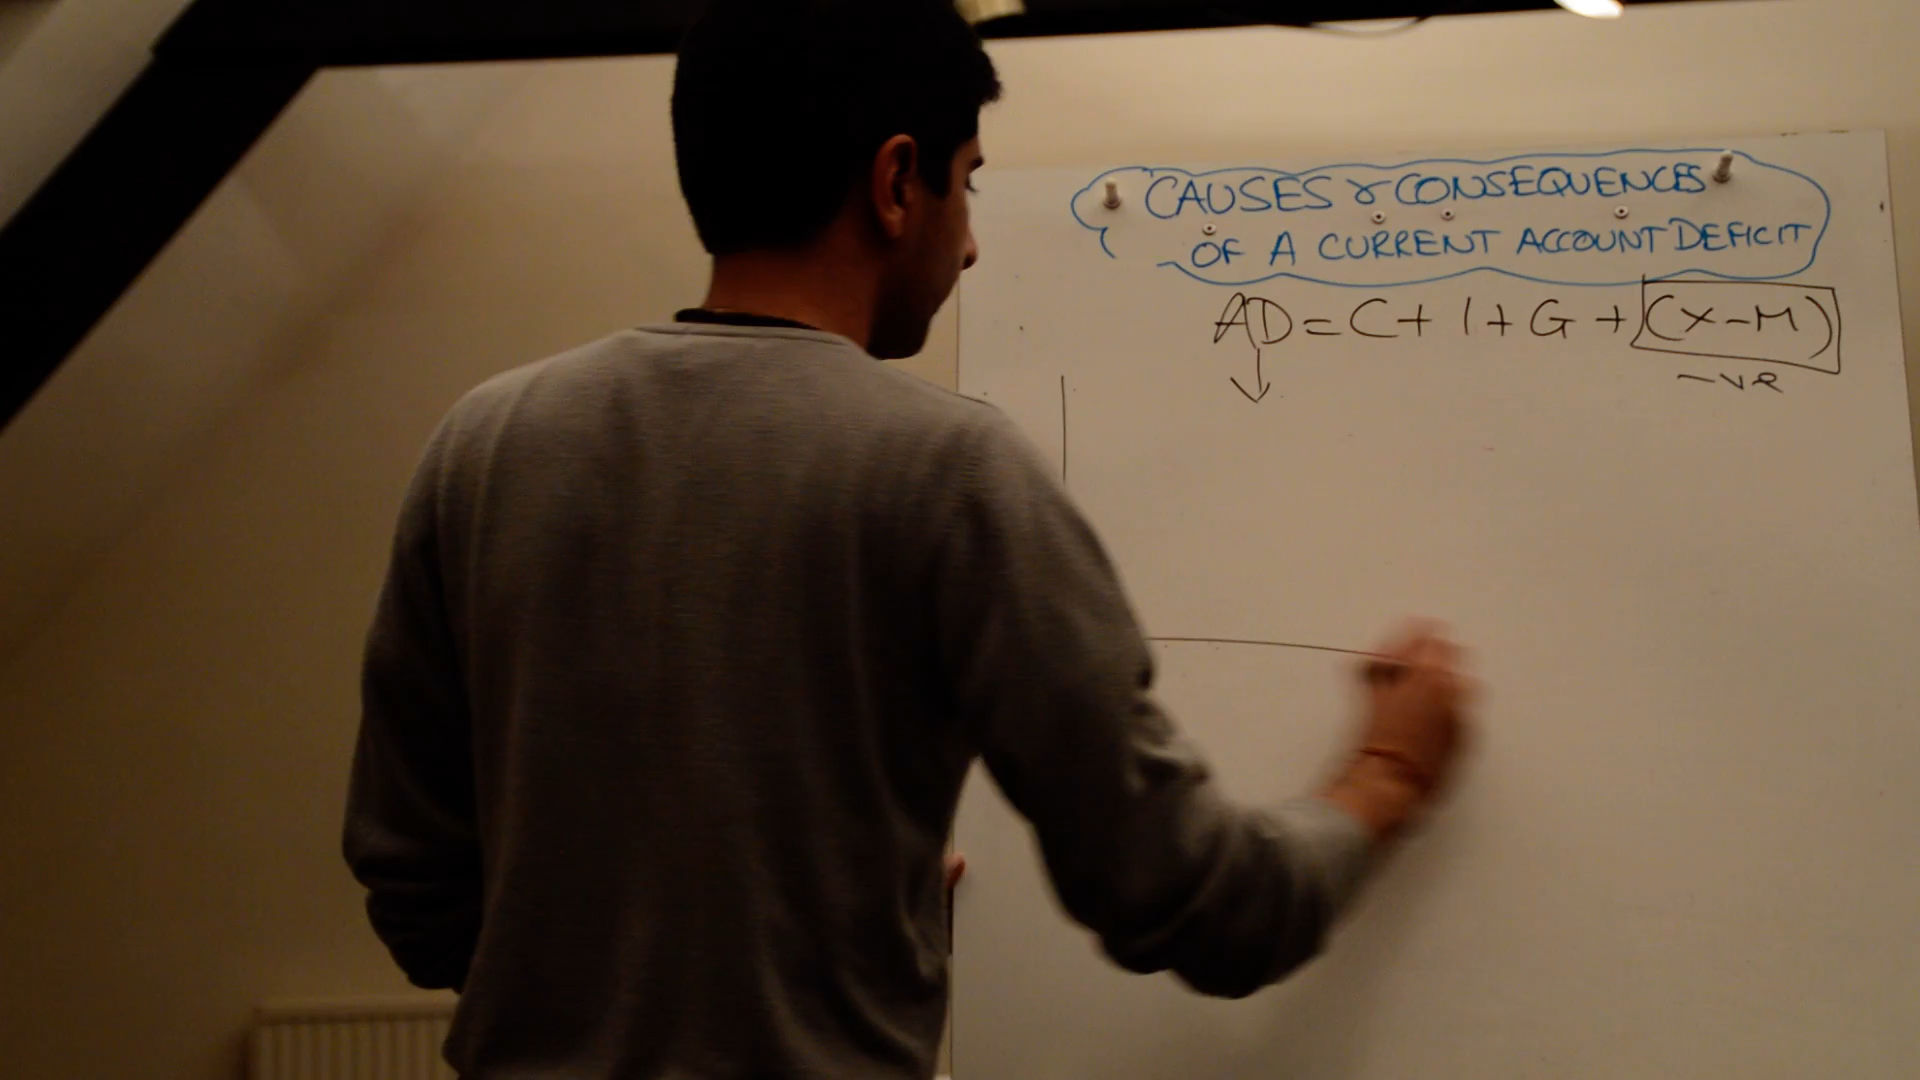 CAUSES & CONSEQUENCES
OF A CURRENT ACCOUNT DEFICIT
AD = C + I + G + (X-M)
-ve